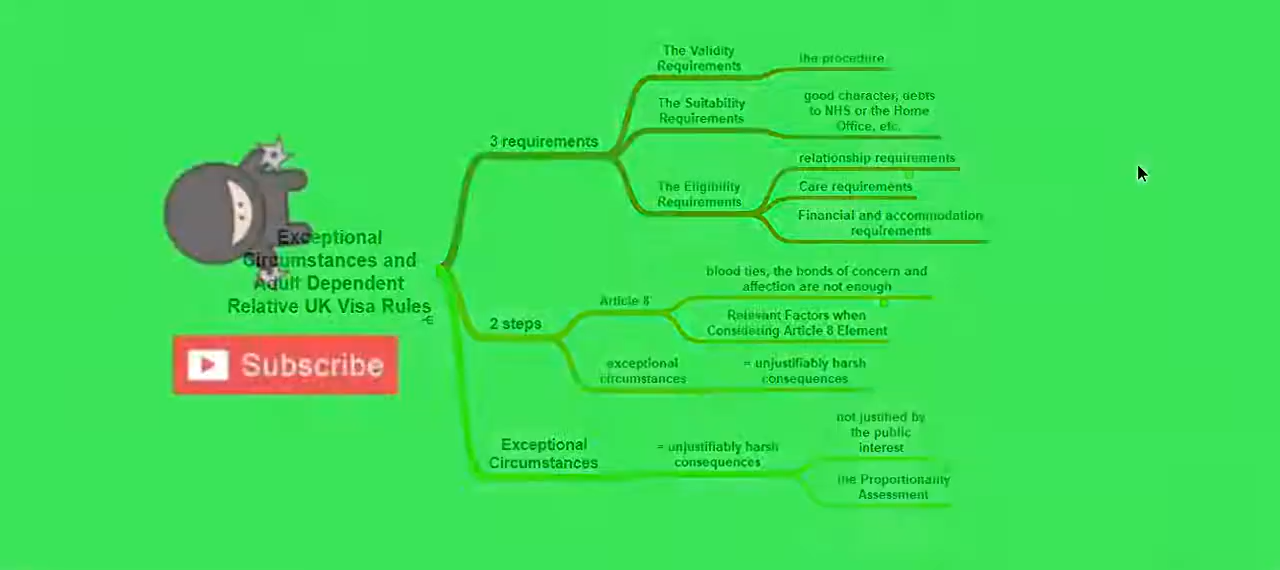 Exceptional
Circumstances and
Adult Dependent
Relative UK Visa Rules
Subscribe
3 requirements
The Validity
Requirements
the procedure
The Suitability
Requirements
good character, debts
to NHS or the Home
Office, etc.
The Eligibility
Requirements
relationship requirements
Care requirements
Financial and accommodation
requirements
2 steps
Article 8
blood ties, the bonds of concern and
affection are not enough
Relevant Factors when
Considering Article 8 Element
exceptional
circumstances
= unjustifiably harsh
consequences
Exceptional
Circumstances
= unjustifiably harsh
consequences
not justified by
the public
interest
the Proportionality
Assessment